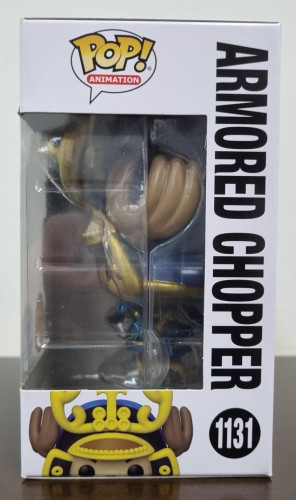 POP!
ANIMATION
ARMORED CHOPPER
1131